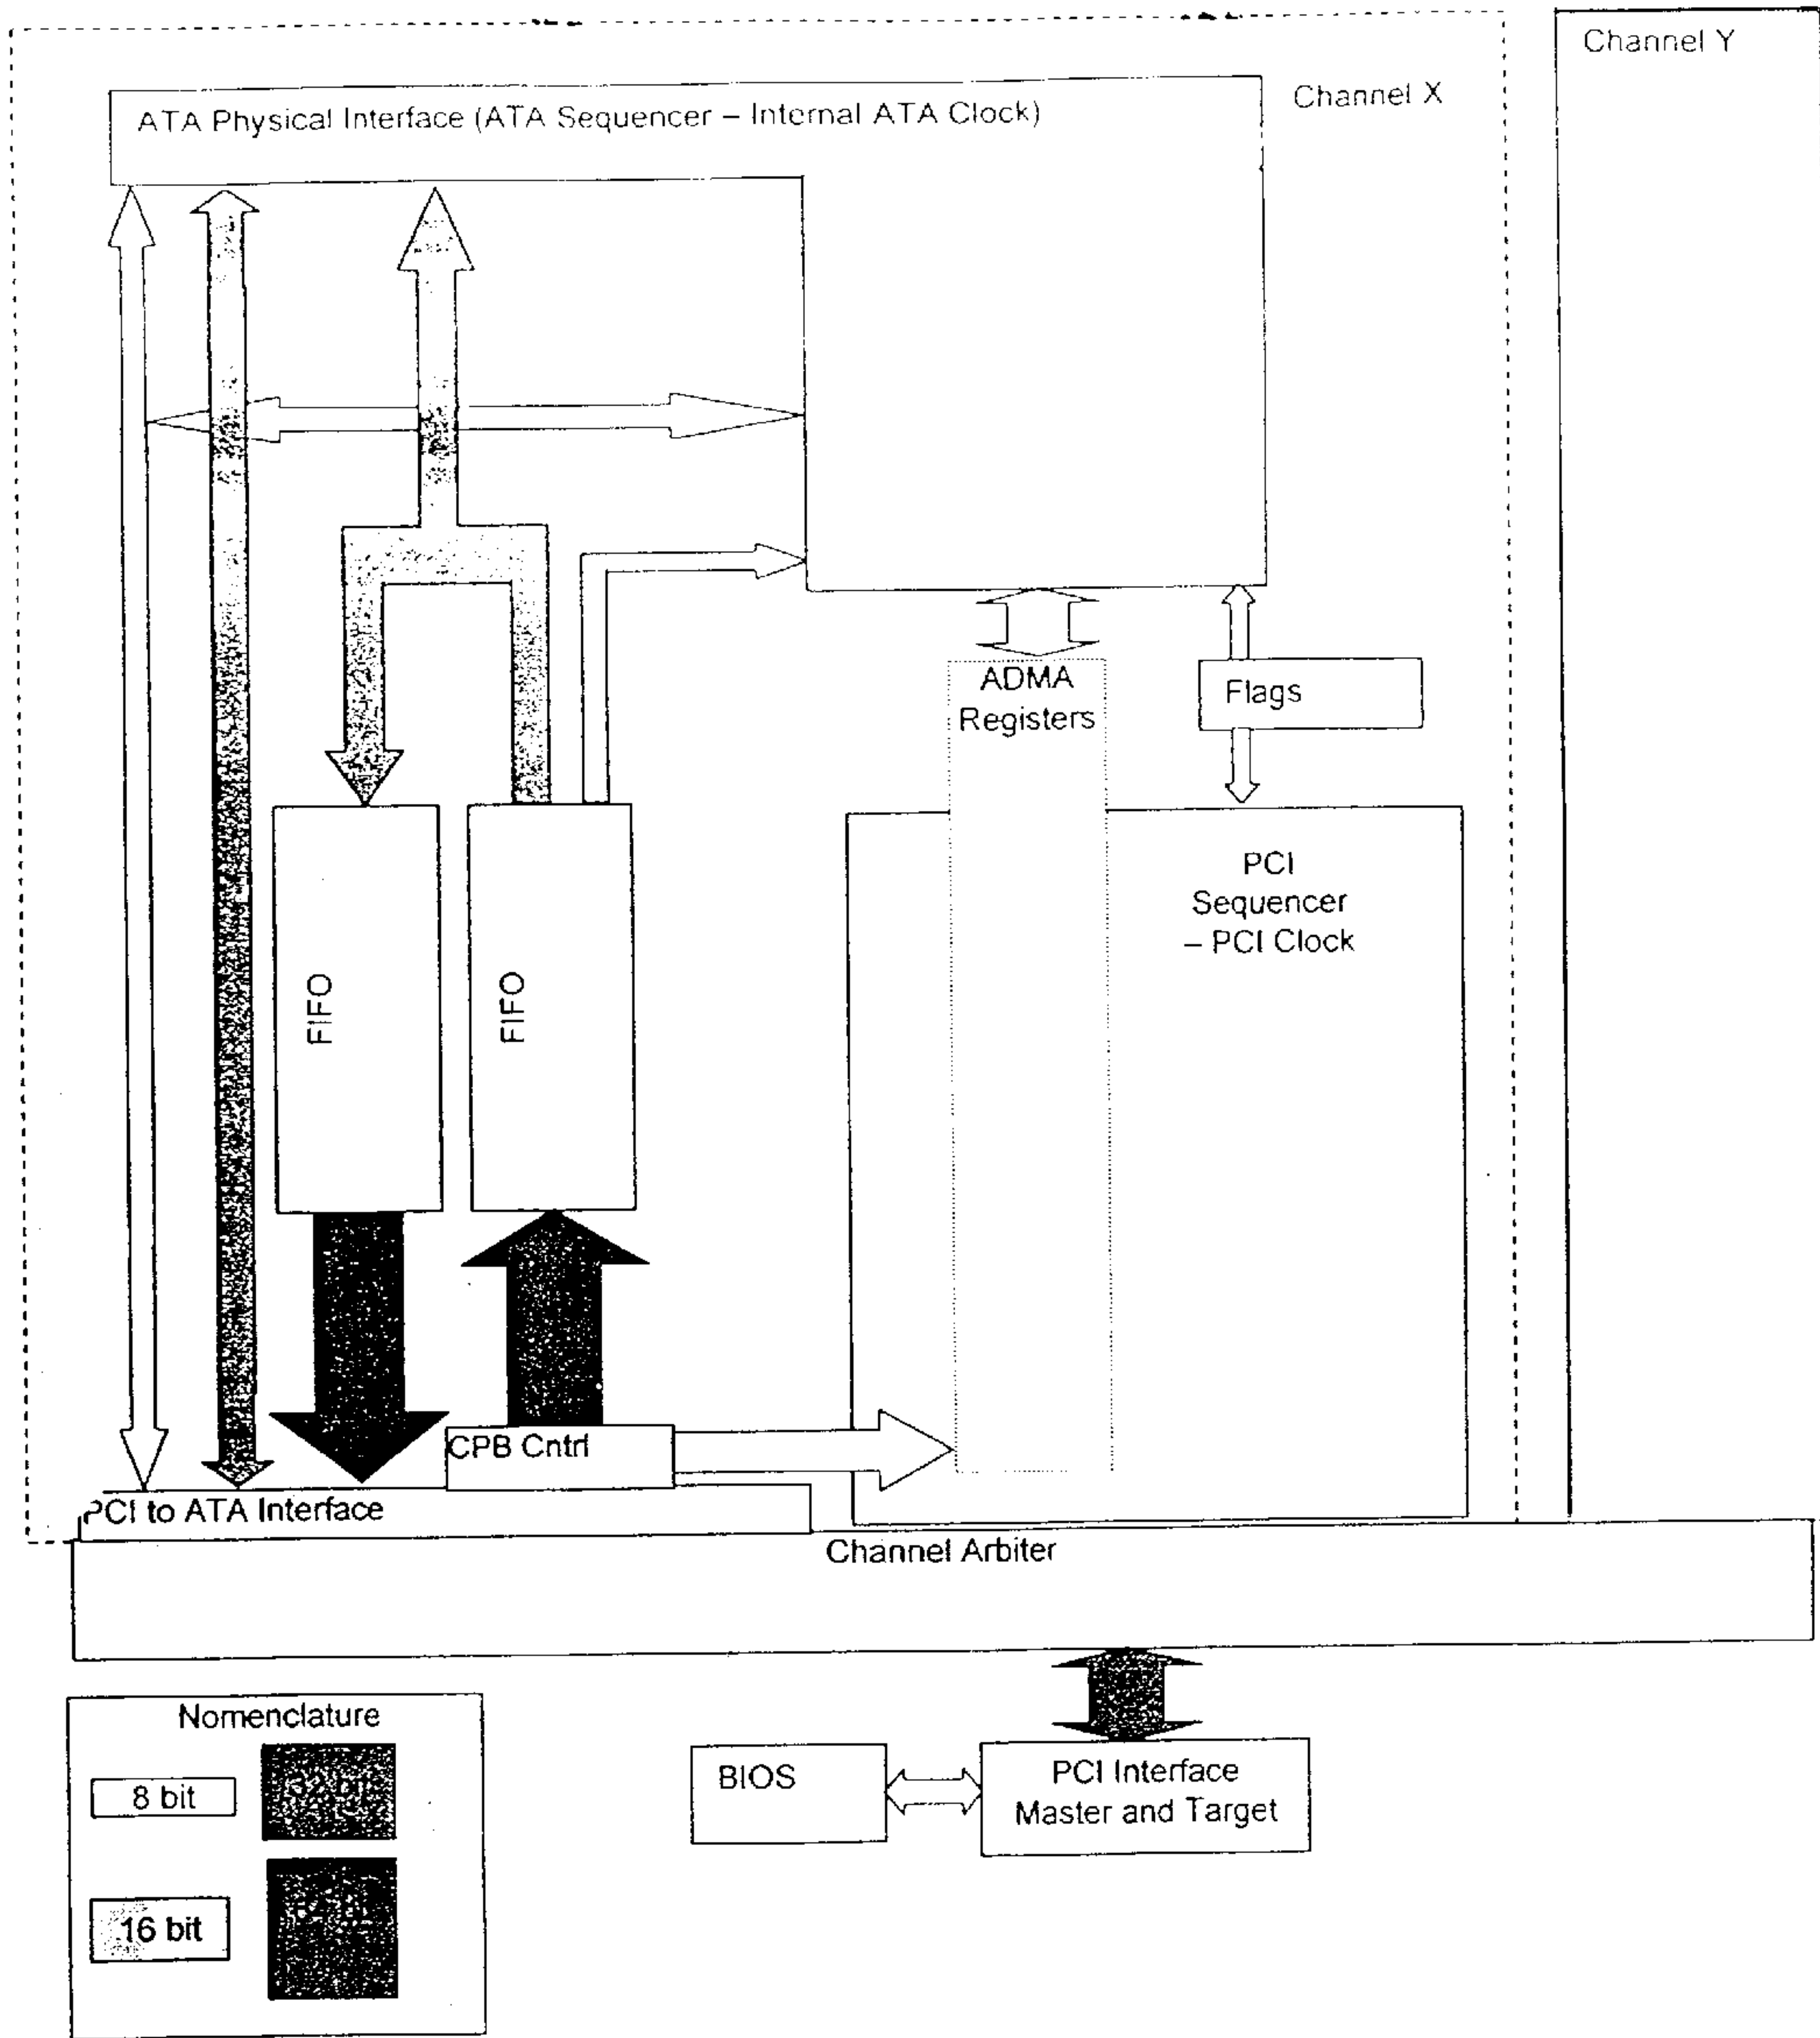 Channel Y
Channel X
ATA Physical Interface (ATA Sequencer – Internal ATA Clock)
ADMA
Registers
Flags
PCI
Sequencer
– PCI Clock
FIFO
FIFO
CPB Cntrl
PCI to ATA Interface
Channel Arbiter
Nomenclature
8 bit
32 bit
16 bit
BIOS
PCI Interface
Master and Target